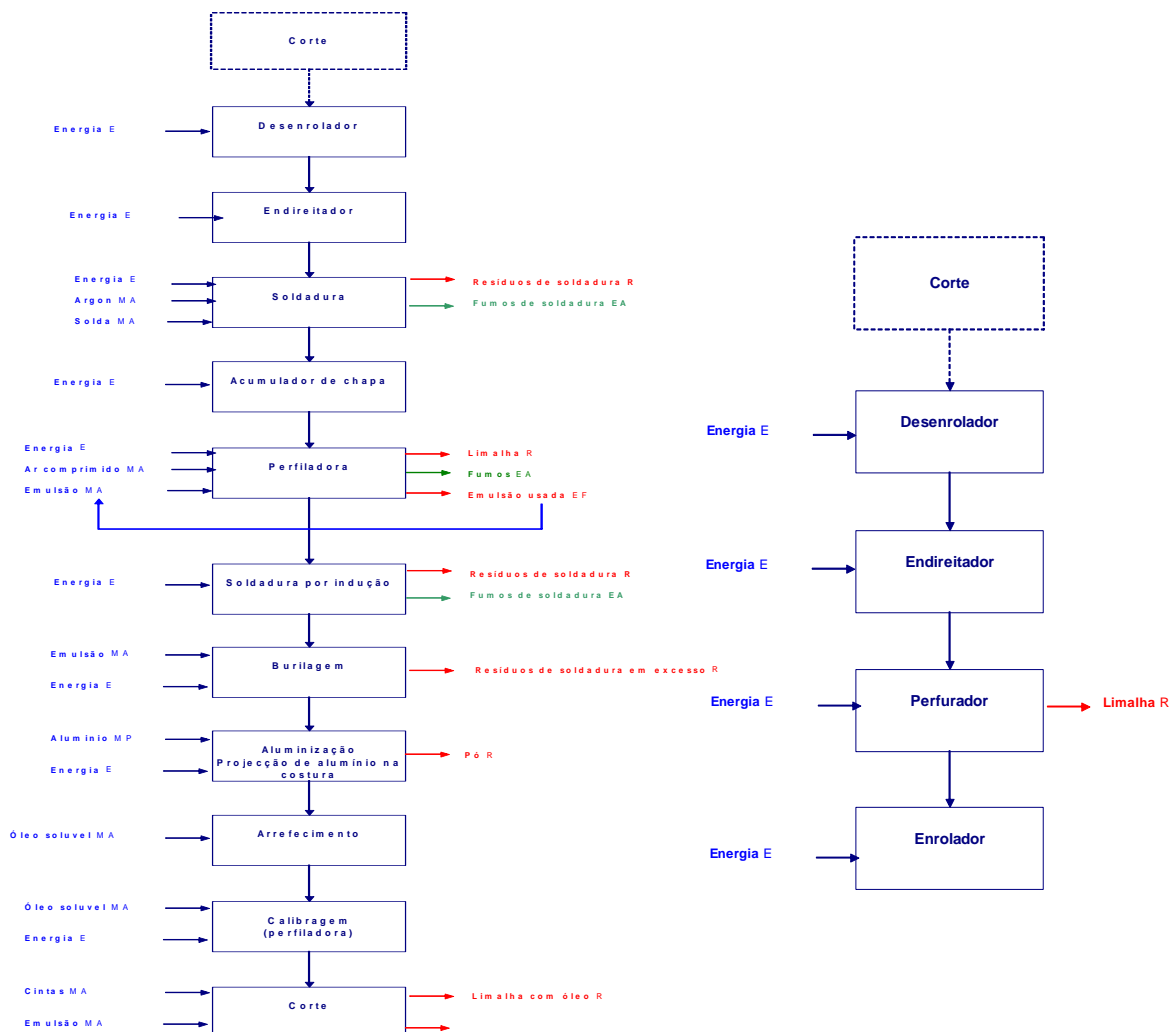 Corte
Energia E
Desenrolador
Energia E
Endireitador
Energia E
Argon MA
Solda MA
Soldadura
Resíduos de soldadura R
Fumos de soldadura EA
Energia E
Acumulador de chapa
Energia E
Ar comprimido MA
Emulsão MA
Perfiladora
Limalha R
Fumos EA
Emulsão usada EF
Energia E
Soldadura por indução
Resíduos de soldadura R
Fumos de soldadura EA
Emulsão MA
Energia E
Burilagem
Resíduos de soldadura em excesso R
Aluminio MP
Energia E
Aluminização
Projecção de alumínio na
costura
Pó R
Óleo soluvel MA
Arrefecimento
Óleo soluvel MA
Energia E
Calibragem
(perfiladora)
Cintas MA
Emulsão MA
Corte
Limalha com óleo R
Corte
Energia E
Desenrolador
Energia E
Endireitador
Energia E
Perfurador
Limalha R
Energia E
Enrolador